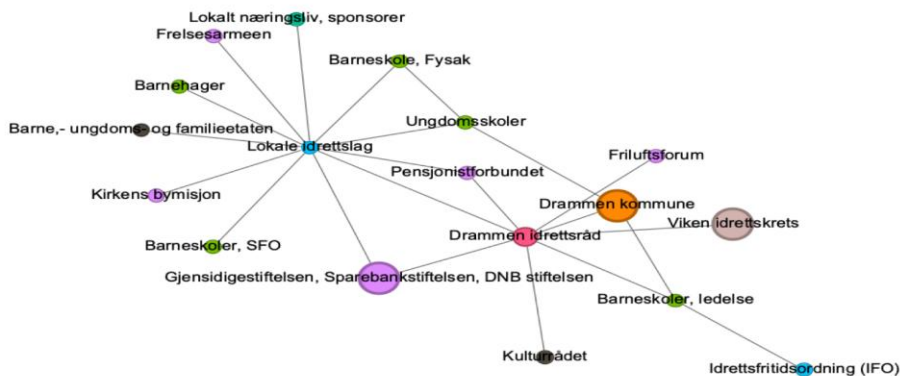 Lokalt næringsliv, sponsorer
Frelsesarmeen
Barneskole, Fysak
Barnehager
Ungdomsskoler
Barne,- ungdoms- og familieetaten
Lokale idrettslag
Friluftsforum
Pensjonistforbundet
Kirkens bymisjon
Drammen kommune
Viken idrettskrets
Drammen idrettsråd
Barneskoler, SFO
Gjensidigestiftelsen, Sparebankstiftelsen, DNB stiftelsen
Barneskoler, ledelse
Kulturrådet
Idrettsfritidsordning (IFO)